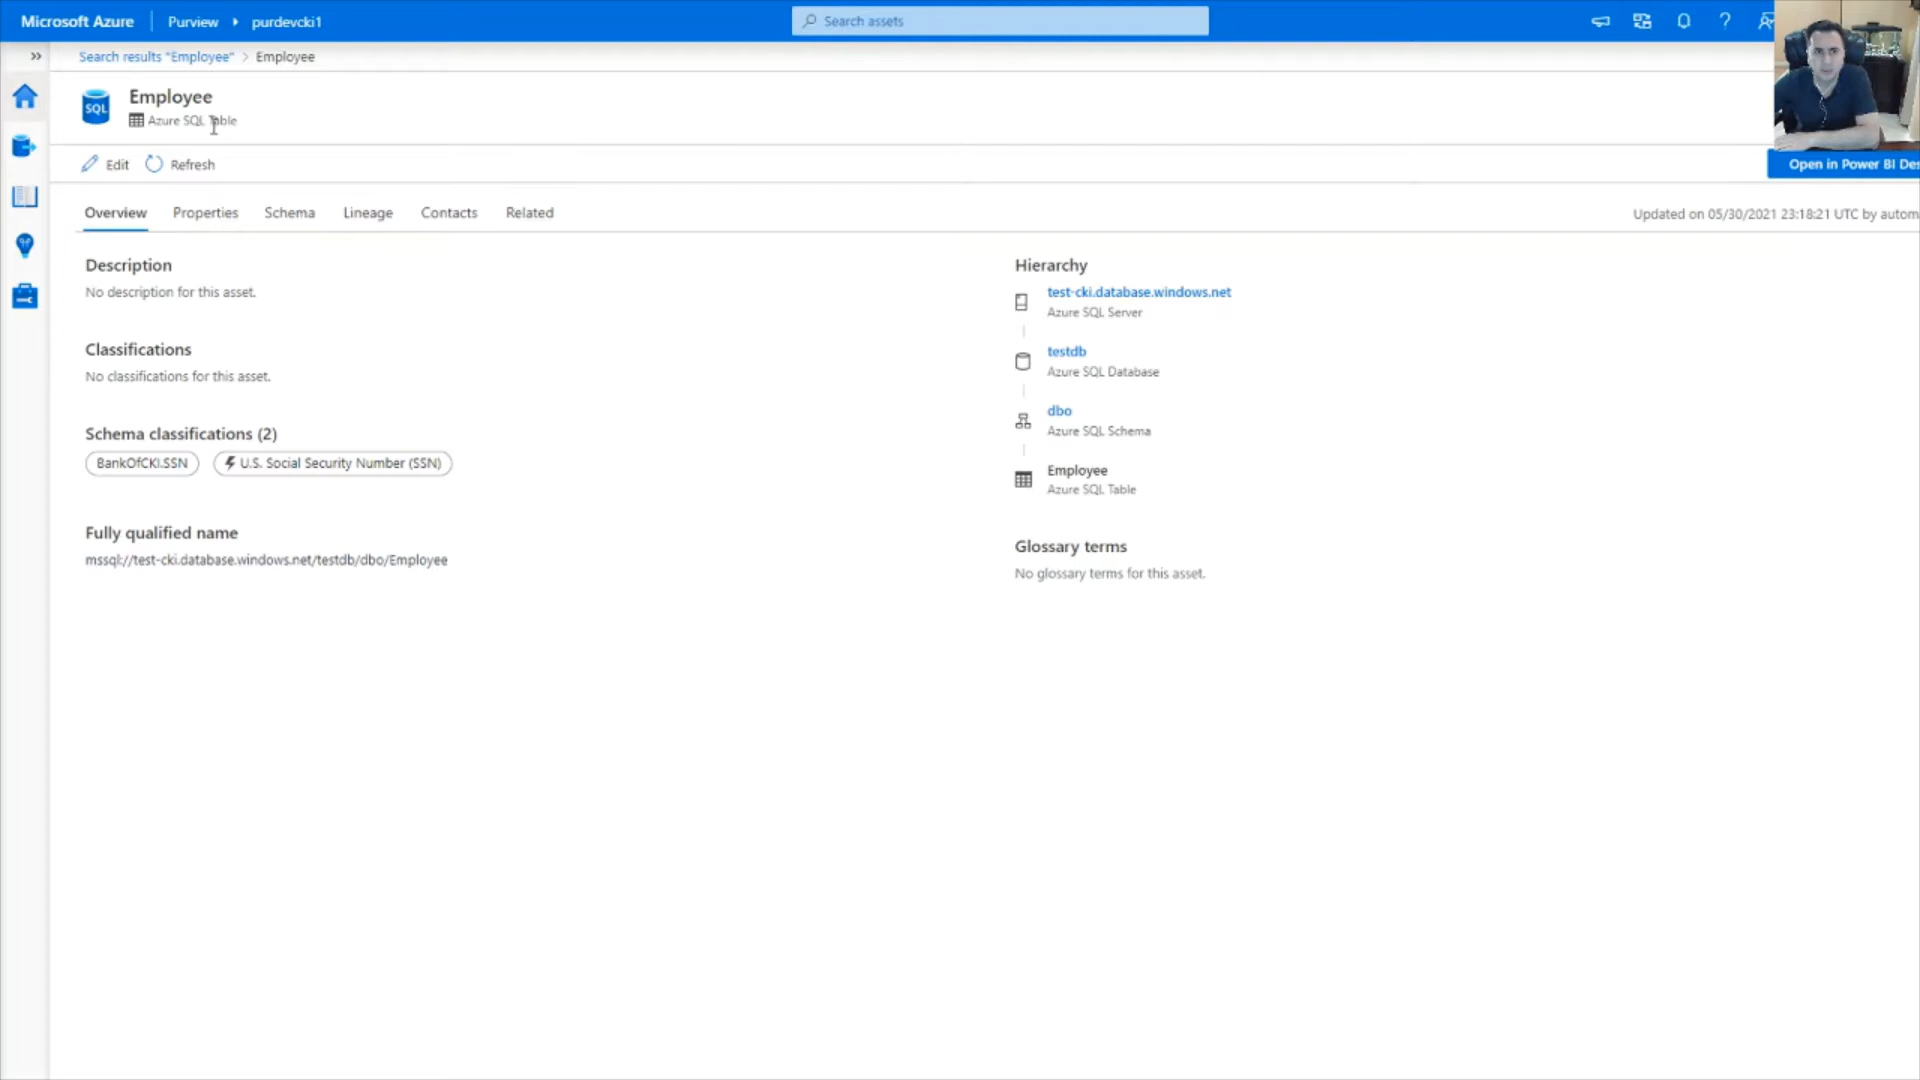 Microsoft Azure Purview purdevcki1 Search assets ?
Search results "Employee" > Employee
SQL
Employee
Azure SQL Table
Edit Refresh
Open in Power BI Des
Overview Properties Schema Lineage Contacts Related
Updated on 05/30/2021 23:18:21 UTC by autom
Description
No description for this asset.
Classifications
No classifications for this asset.
Schema classifications (2)
BankOfCKI.SSN U.S. Social Security Number (SSN)
Fully qualified name
mssql://test-cki.database.windows.net/testdb/dbo/Employee
Hierarchy
test-cki.database.windows.net
Azure SQL Server
testdb
Azure SQL Database
dbo
Azure SQL Schema
Employee
Azure SQL Table
Glossary terms
No glossary terms for this asset.